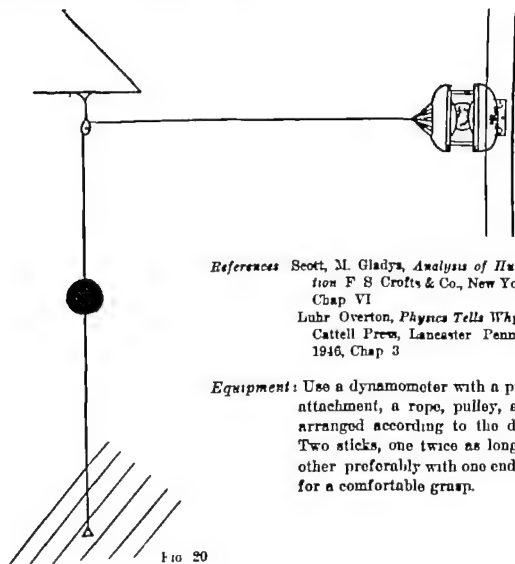 References Scott, M. Gladys, Analysis of Hu
tion F S Crofts & Co., New Yo
Chap VI
Luhr Overton, Physics Tells Why
Cattell Press, Lancaster Penn
1946, Chap 3
Equipment: Use a dynamometer with a p
attachment, a rope, pulley, a
arranged according to the d
Two sticks, one twice as long
other preferably with one end
for a comfortable grasp.
FIG 20